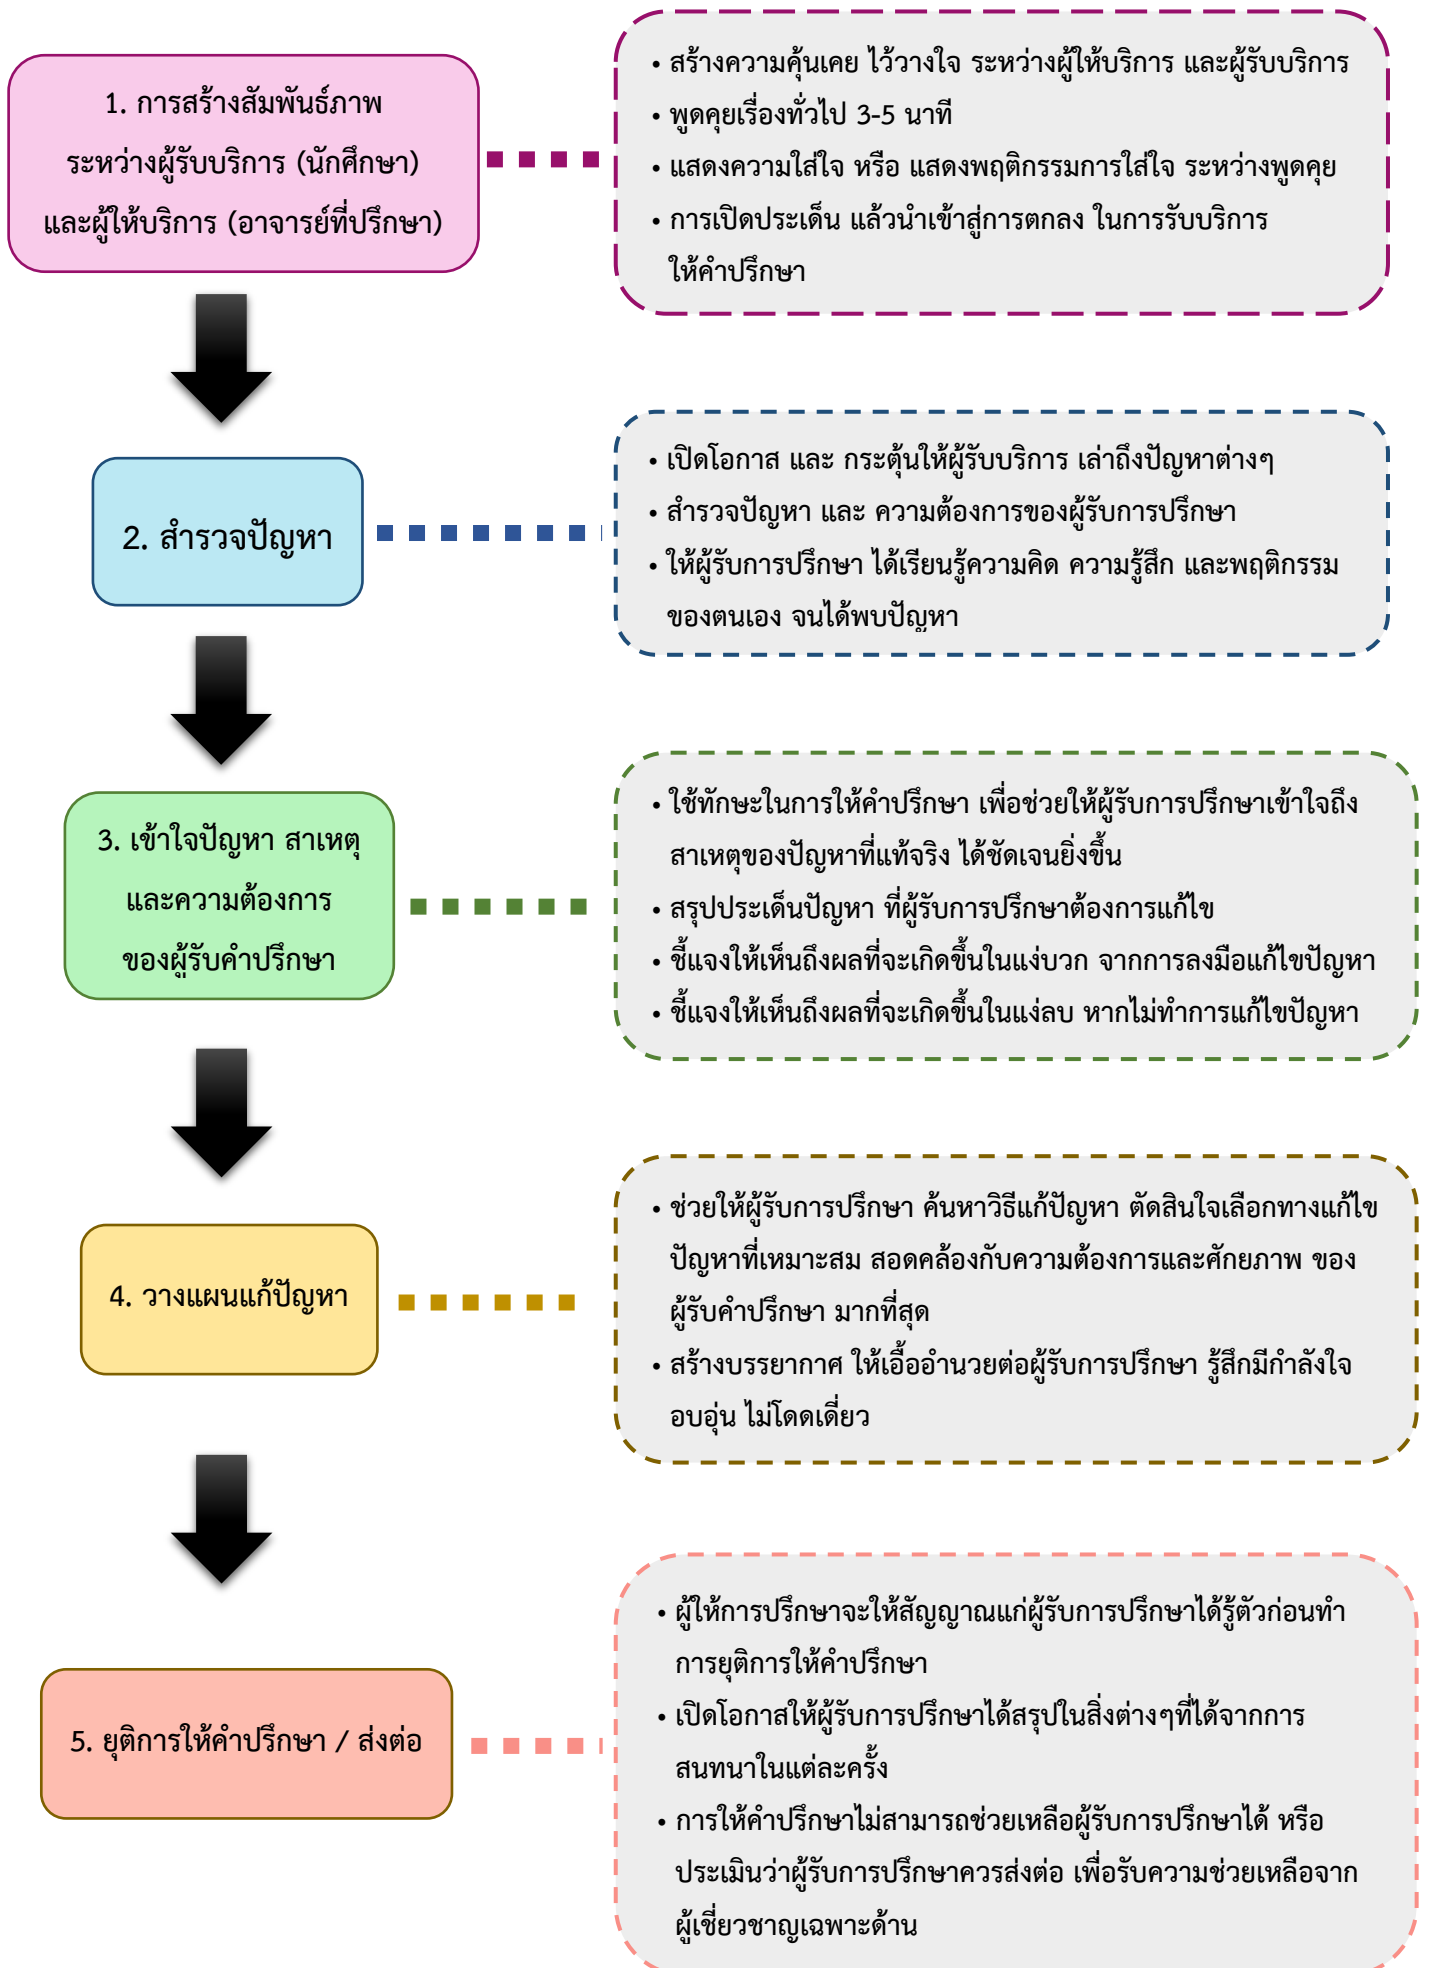 1. การสร้างสัมพันธ์ภาพ
ระหว่างผู้รับบริการ (นักศึกษา)
และผู้ให้บริการ (อาจารย์ที่ปรึกษา)
• สร้างความคุ้นเคย ไว้วางใจ ระหว่างผู้ให้บริการ และผู้รับบริการ
• พูดคุยเรื่องทั่วไป 3-5 นาที
• แสดงความใส่ใจ หรือ แสดงพฤติกรรมการใส่ใจ ระหว่างพูดคุย
• การเปิดประเด็น แล้วนำเข้าสู่การตกลง ในการรับบริการ
ให้คำปรึกษา
2. สำรวจปัญหา
• เปิดโอกาส และ กระตุ้นให้ผู้รับบริการ เล่าถึงปัญหาต่างๆ
• สำรวจปัญหา และ ความต้องการของผู้รับการปรึกษา
• ให้ผู้รับการปรึกษา ได้เรียนรู้ความคิด ความรู้สึก และพฤติกรรม
ของตนเอง จนได้พบปัญหา
3. เข้าใจปัญหา สาเหตุ
และความต้องการ
ของผู้รับคำปรึกษา
• ใช้ทักษะในการให้คำปรึกษา เพื่อช่วยให้ผู้รับการปรึกษาเข้าใจถึง
สาเหตุของปัญหาที่แท้จริง ได้ชัดเจนยิ่งขึ้น
• สรุปประเด็นปัญหา ที่ผู้รับการปรึกษาต้องการแก้ไข
• ชี้แจงให้เห็นถึงผลที่จะเกิดขึ้นในแง่บวก จากการลงมือแก้ไขปัญหา
• ชี้แจงให้เห็นถึงผลที่จะเกิดขึ้นในแง่ลบ หากไม่ทำการแก้ไขปัญหา
4. วางแผนแก้ปัญหา
• ช่วยให้ผู้รับการปรึกษา ค้นหาวิธีแก้ปัญหา ตัดสินใจเลือกทางแก้ไข
ปัญหาที่เหมาะสม สอดคล้องกับความต้องการและศักยภาพ ของ
ผู้รับคำปรึกษา มากที่สุด
• สร้างบรรยากาศ ให้เอื้ออำนวยต่อผู้รับการปรึกษา รู้สึกมีกำลังใจ
อบอุ่น ไม่โดดเดี่ยว
5. ยุติการให้คำปรึกษา / ส่งต่อ
• ผู้ให้การปรึกษาจะให้สัญญาณแก่ผู้รับการปรึกษาได้รู้ตัวก่อนทำ
การยุติการให้คำปรึกษา
• เปิดโอกาสให้ผู้รับการปรึกษาได้สรุปในสิ่งต่างๆที่ได้จากการ
สนทนาในแต่ละครั้ง
• การให้คำปรึกษาไม่สามารถช่วยเหลือผู้รับการปรึกษาได้ หรือ
ประเมินว่าผู้รับการปรึกษาควรส่งต่อ เพื่อรับความช่วยเหลือจาก
ผู้เชี่ยวชาญเฉพาะด้าน